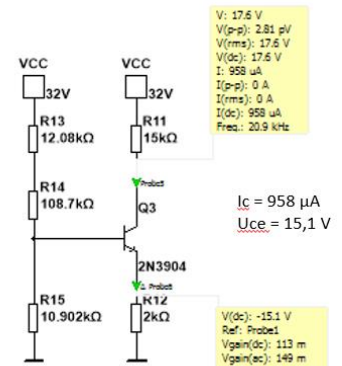 V: 17.6 V
V(p-p): 2.81 pV
V(rms): 17.6 V
V(dc): 17.6 V
I: 958 uA
I(p-p): 0 A
I(rms): 0 A
I(dc): 958 uA
Freq.: 20.9 kHz
VCC
VCC
32V
32V
R13
12.08kΩ
R11
15kΩ
R14
108.7kΩ
Q3
2N3904
Ic = 958 µA
Uce = 15,1 V
R15
10.902kΩ
R12
2kΩ
V(dc): -15.1 V
Ref: Probe1
Vgain(dc): 113 m
Vgain(ac): 149 m